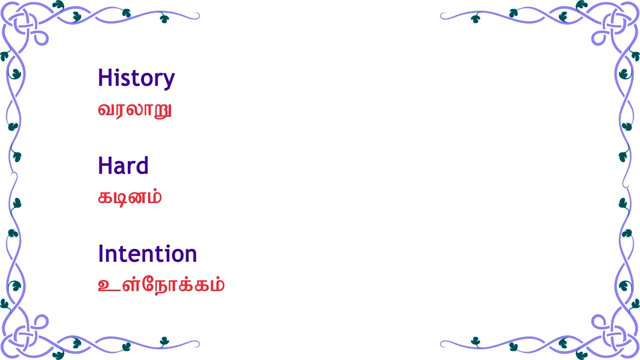 History
வரலாறு
Hard
கடினம்
Intention
உள்நோக்கம்